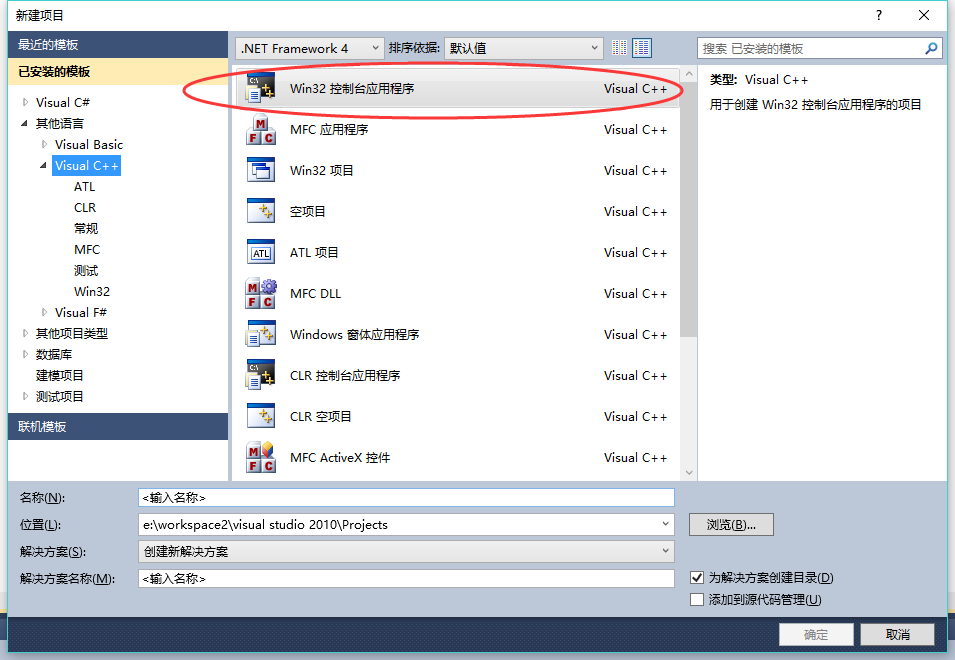 新建项目
最近的模板
已安装的模板
Visual C#
其他语言
Visual Basic
Visual C++
ATL
CLR
常规
MFC
测试
Win32
Visual F#
其他项目类型
数据库
建模项目
测试项目
联机模板
.NET Framework 4 排序依据: 默认值
Win32 控制台应用程序 Visual C++
MFC 应用程序 Visual C++
Win32 项目 Visual C++
空项目 Visual C++
ATL 项目 Visual C++
MFC DLL Visual C++
Windows 窗体应用程序 Visual C++
CLR 控制台应用程序 Visual C++
CLR 空项目 Visual C++
MFC ActiveX 控件 Visual C++
搜索 已安装的模板
类型: Visual C++
用于创建 Win32 控制台应用程序的项目
名称(N): <输入名称>
位置(L): e:\workspace2\visual studio 2010\Projects 浏览(B)...
解决方案(S): 创建新解决方案
解决方案名称(M): <输入名称>
为解决方案创建目录(D)
添加到源代码管理(U)
确定 取消